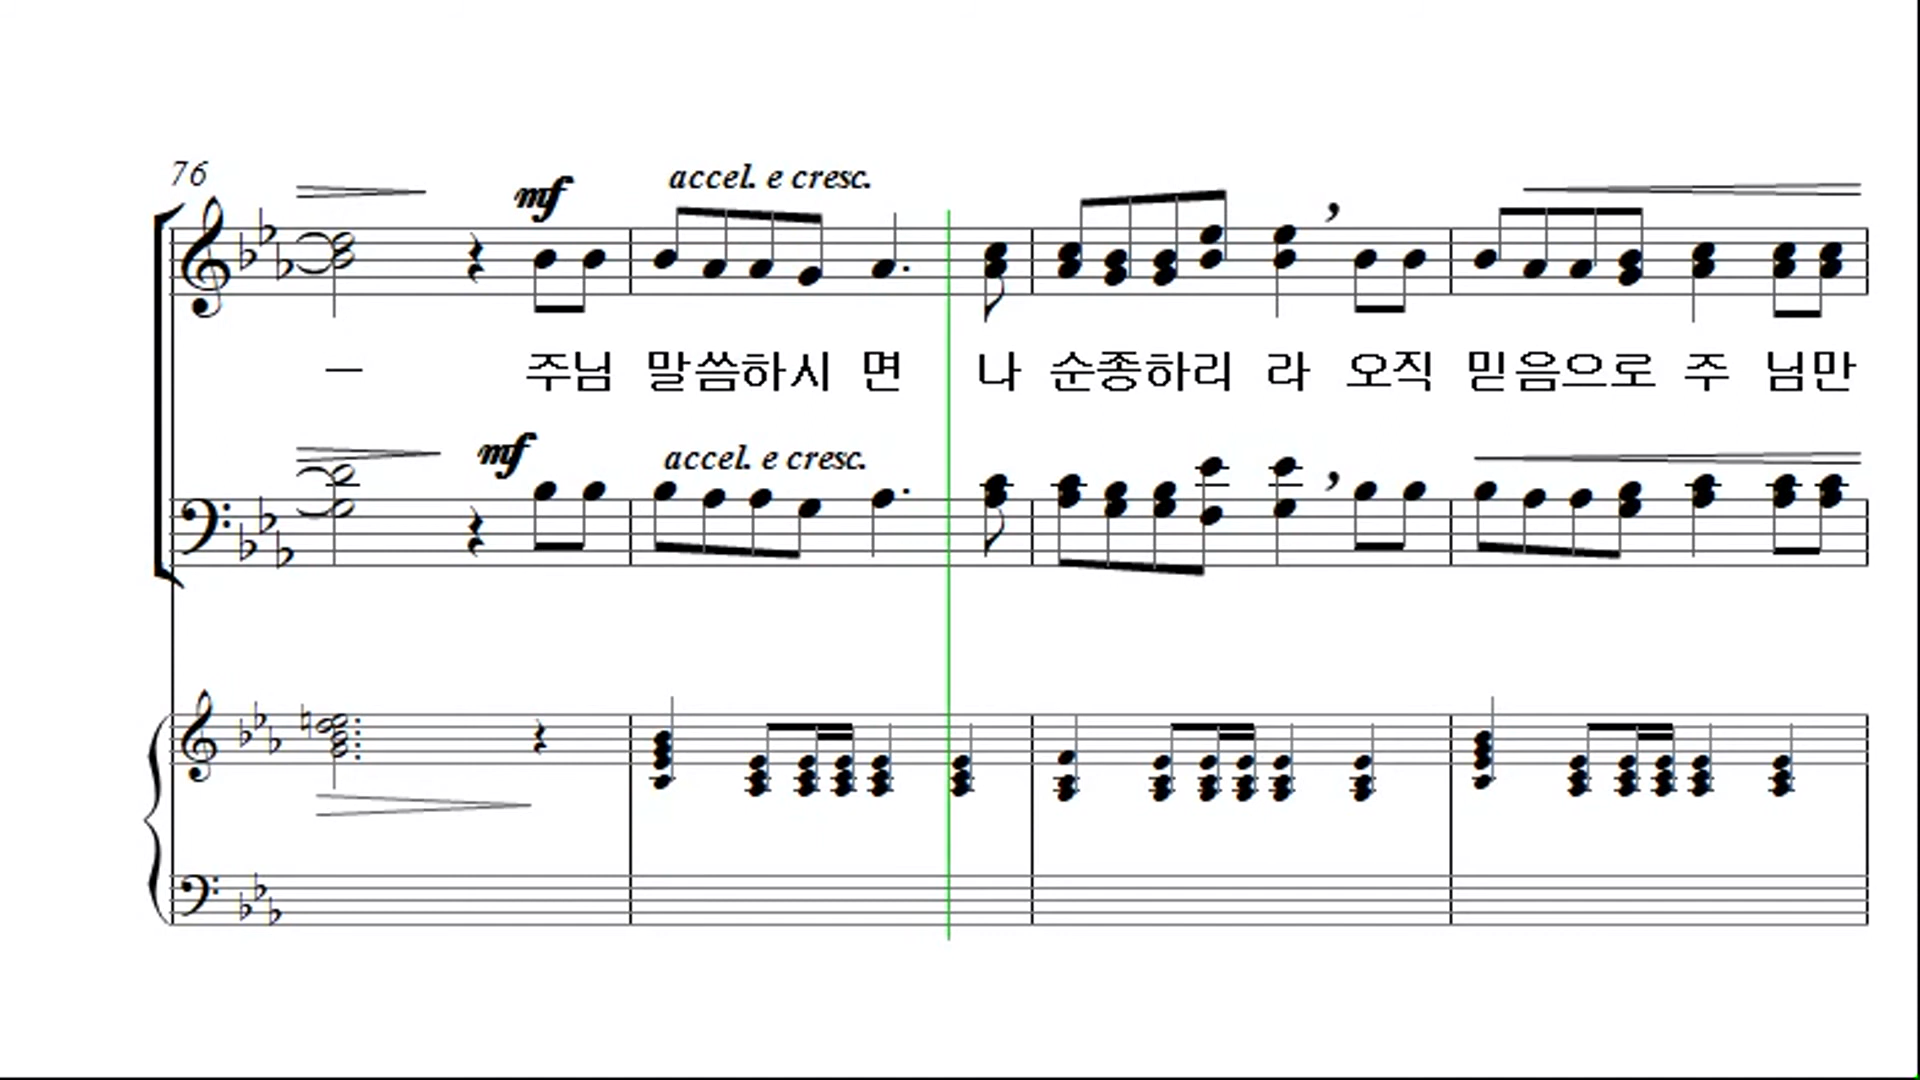 76
mf
accel. e cresc.
주님 말씀하시 면 나 순종하리 라 오직 믿음으로 주 님만
mf
accel. e cresc.